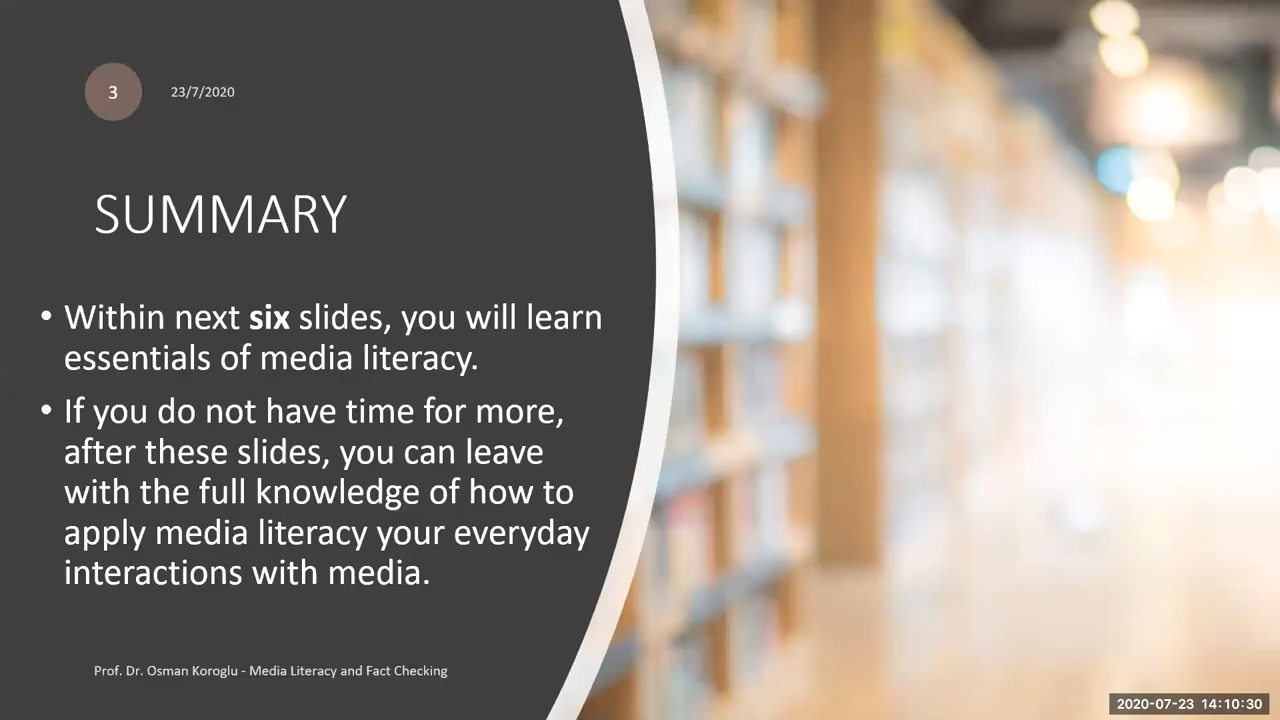 3
23/7/2020
SUMMARY
• Within next six slides, you will learn
essentials of media literacy.
• If you do not have time for more,
after these slides, you can leave
with the full knowledge of how to
apply media literacy your everyday
interactions with media.
Prof. Dr. Osman Koroglu - Media Literacy and Fact Checking
2020-07-23 14:10:30